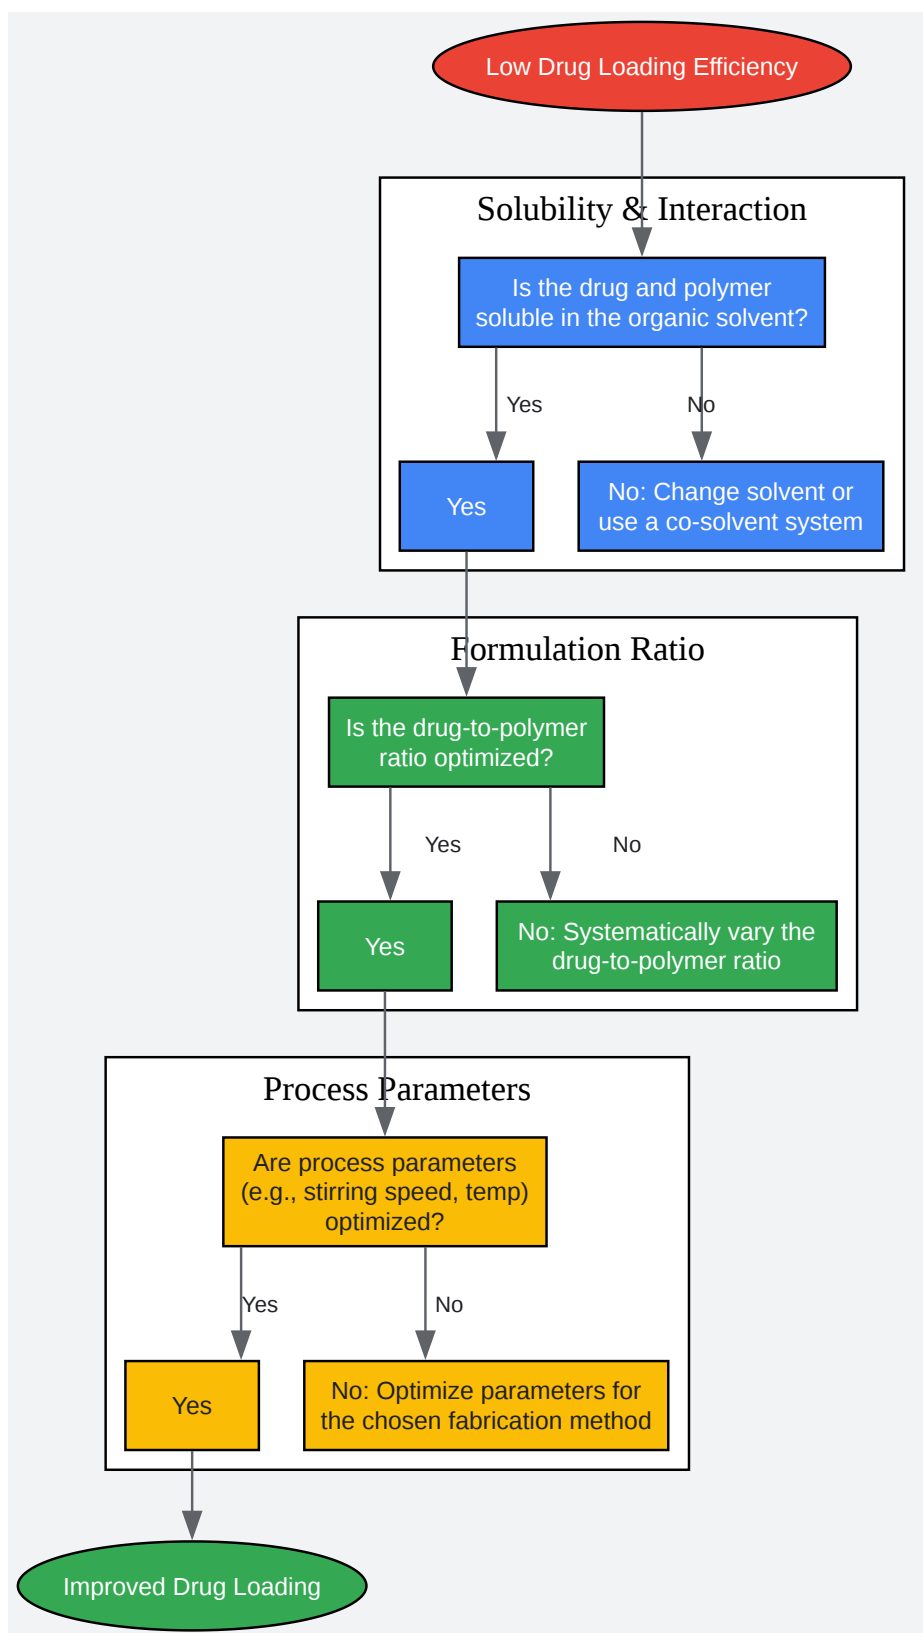 Low Drug Loading Efficiency
Solubility & Interaction
Is the drug and polymer
soluble in the organic solvent?
Yes
No
Yes
No: Change solvent or
use a co-solvent system
Formulation Ratio
Is the drug-to-polymer
ratio optimized?
Yes
No
Yes
No: Systematically vary the
drug-to-polymer ratio
Process Parameters
Are process parameters
(e.g., stirring speed, temp)
optimized?
Yes
No
Yes
No: Optimize parameters for
the chosen fabrication method
Improved Drug Loading